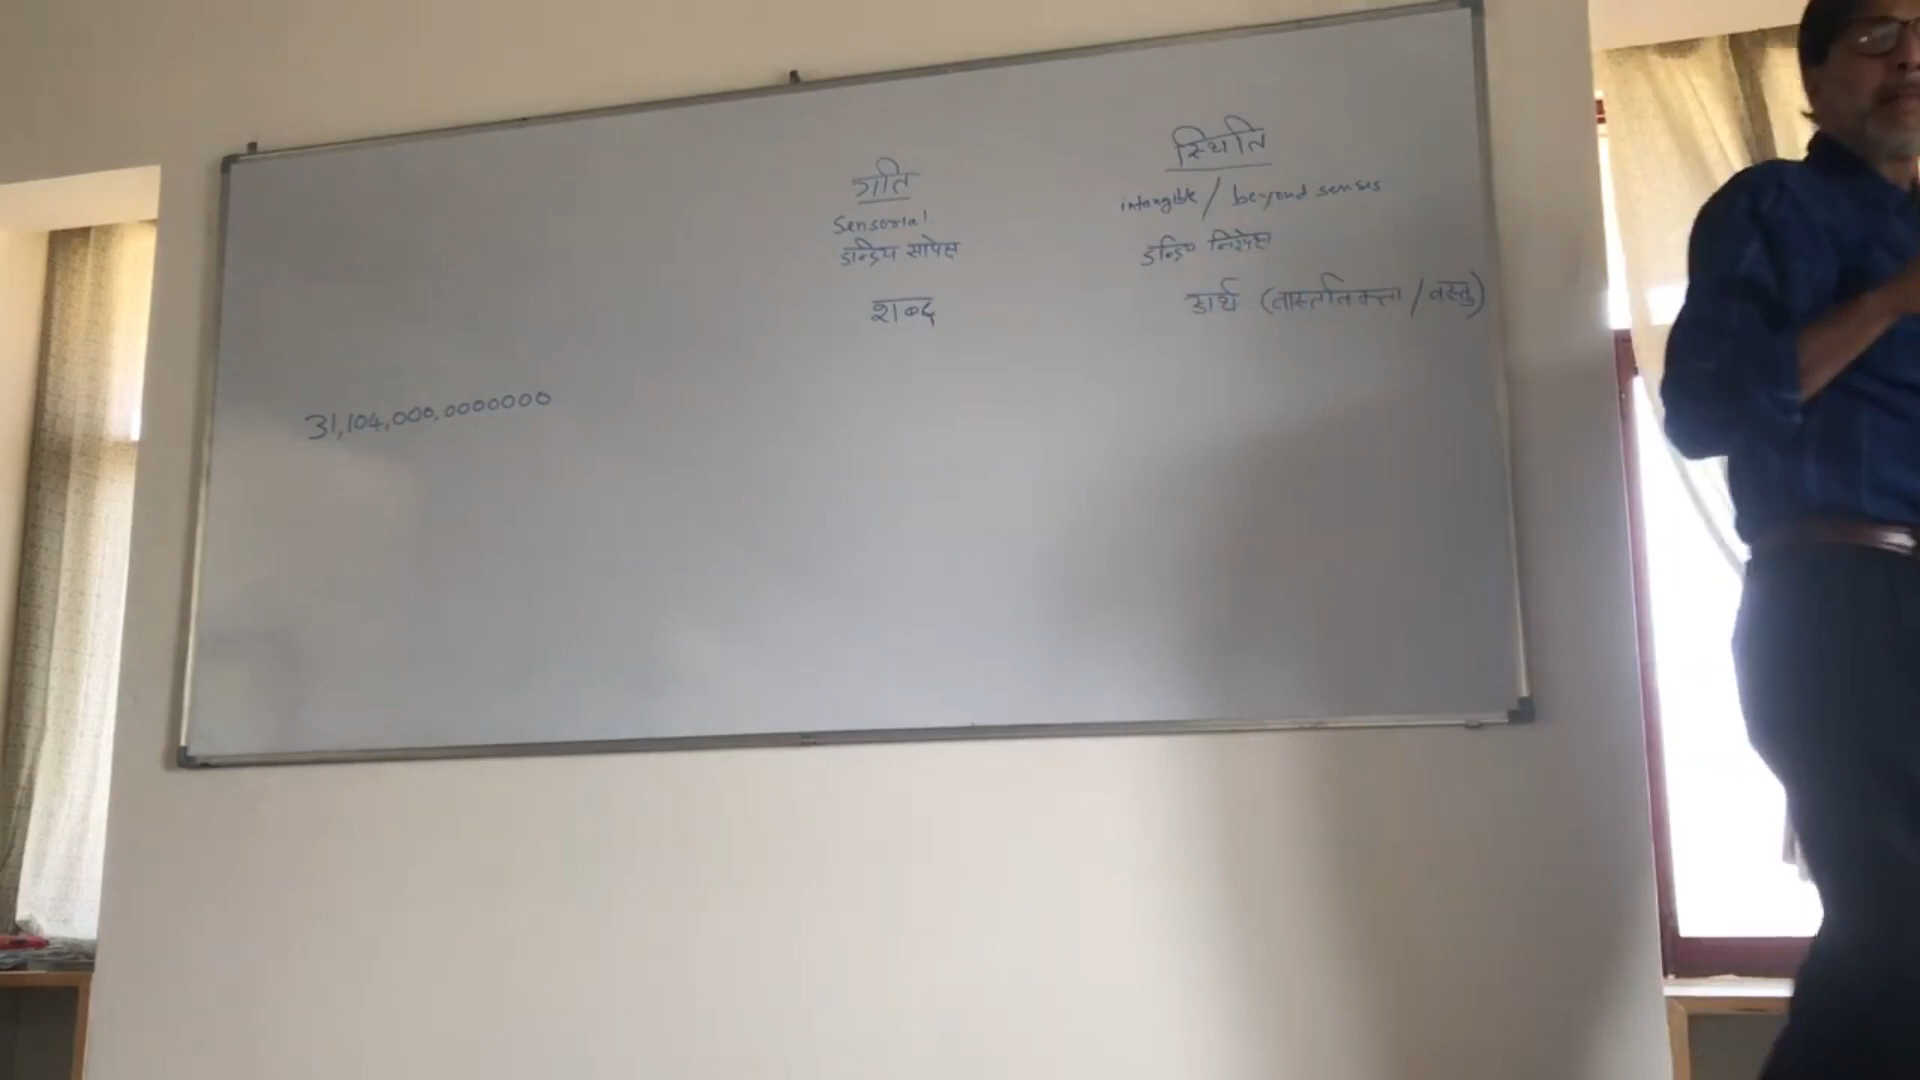 गति
Sensorial
इन्द्रिय सापेक्ष
शब्द
स्थिति
intangible / beyond senses
इन्द्रिय निरपेक्ष
अर्थ (वास्तविकता / वस्तु)
31,104,000,0000000